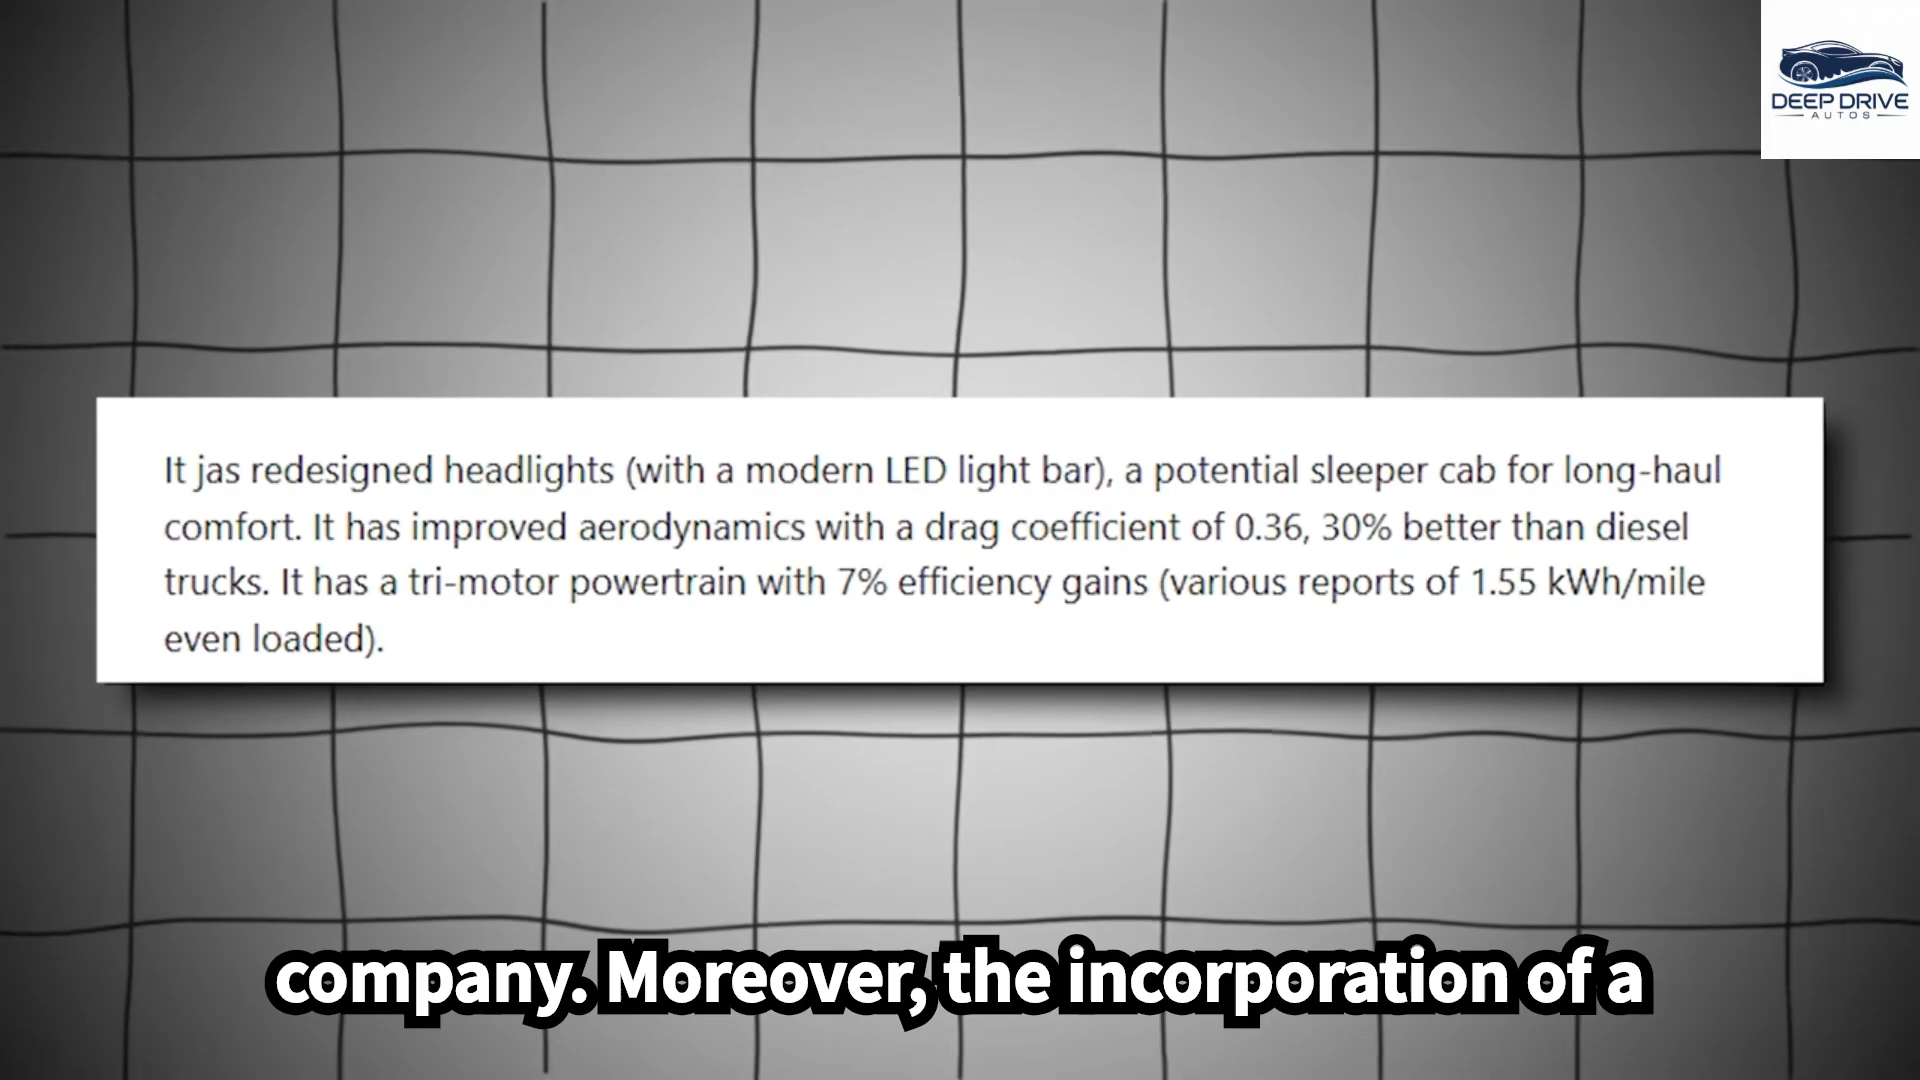 DEEP DRIVE
AUTOS
It jas redesigned headlights (with a modern LED light bar), a potential sleeper cab for long-haul
comfort. It has improved aerodynamics with a drag coefficient of 0.36, 30% better than diesel
trucks. It has a tri-motor powertrain with 7% efficiency gains (various reports of 1.55 kWh/mile
even loaded).
company. Moreover, the incorporation of a